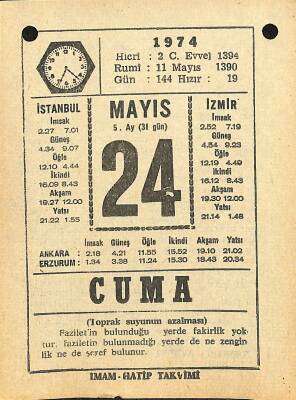 1974
Hicri : 2 C. Evvel 1394
Rumi : 11 Mayıs 1390
Gün : 144 Hızır : 19
İSTANBUL
İmsak
2.27 7.01
Güneş
4.34 9.07
Öğle
12.10 4.44
İkindi
16.09 8.43
Akşam
19.27 12.00
Yatsı
21.22 1.55
MAYIS
5. Ay (31 gün)
24
İZMİR
İmsak
2.52 7.19
Güneş
4.54 9.23
Öğle
12.19 4.49
İkindi
16.12 8.43
Akşam
19.30 12.00
Yatsı
21.14 1.48
İmsak Güneş Öğle İkindi Akşam Yatsı
ANKARA : 2.18 4.21 11.55 15.52 19.10 21.02
ERZURUM : 1.34 3.38 11.24 15.30 18.43 20.34
CUMA
(Toprak suyunun azalması)
Fazilet'in bulunduğu yerde fakirlik yok-
tur. faziletin bulunmadığı yerde de ne zengin
lik ne de şeref bulunur.
İMAM-HATİP TAKVİMİ